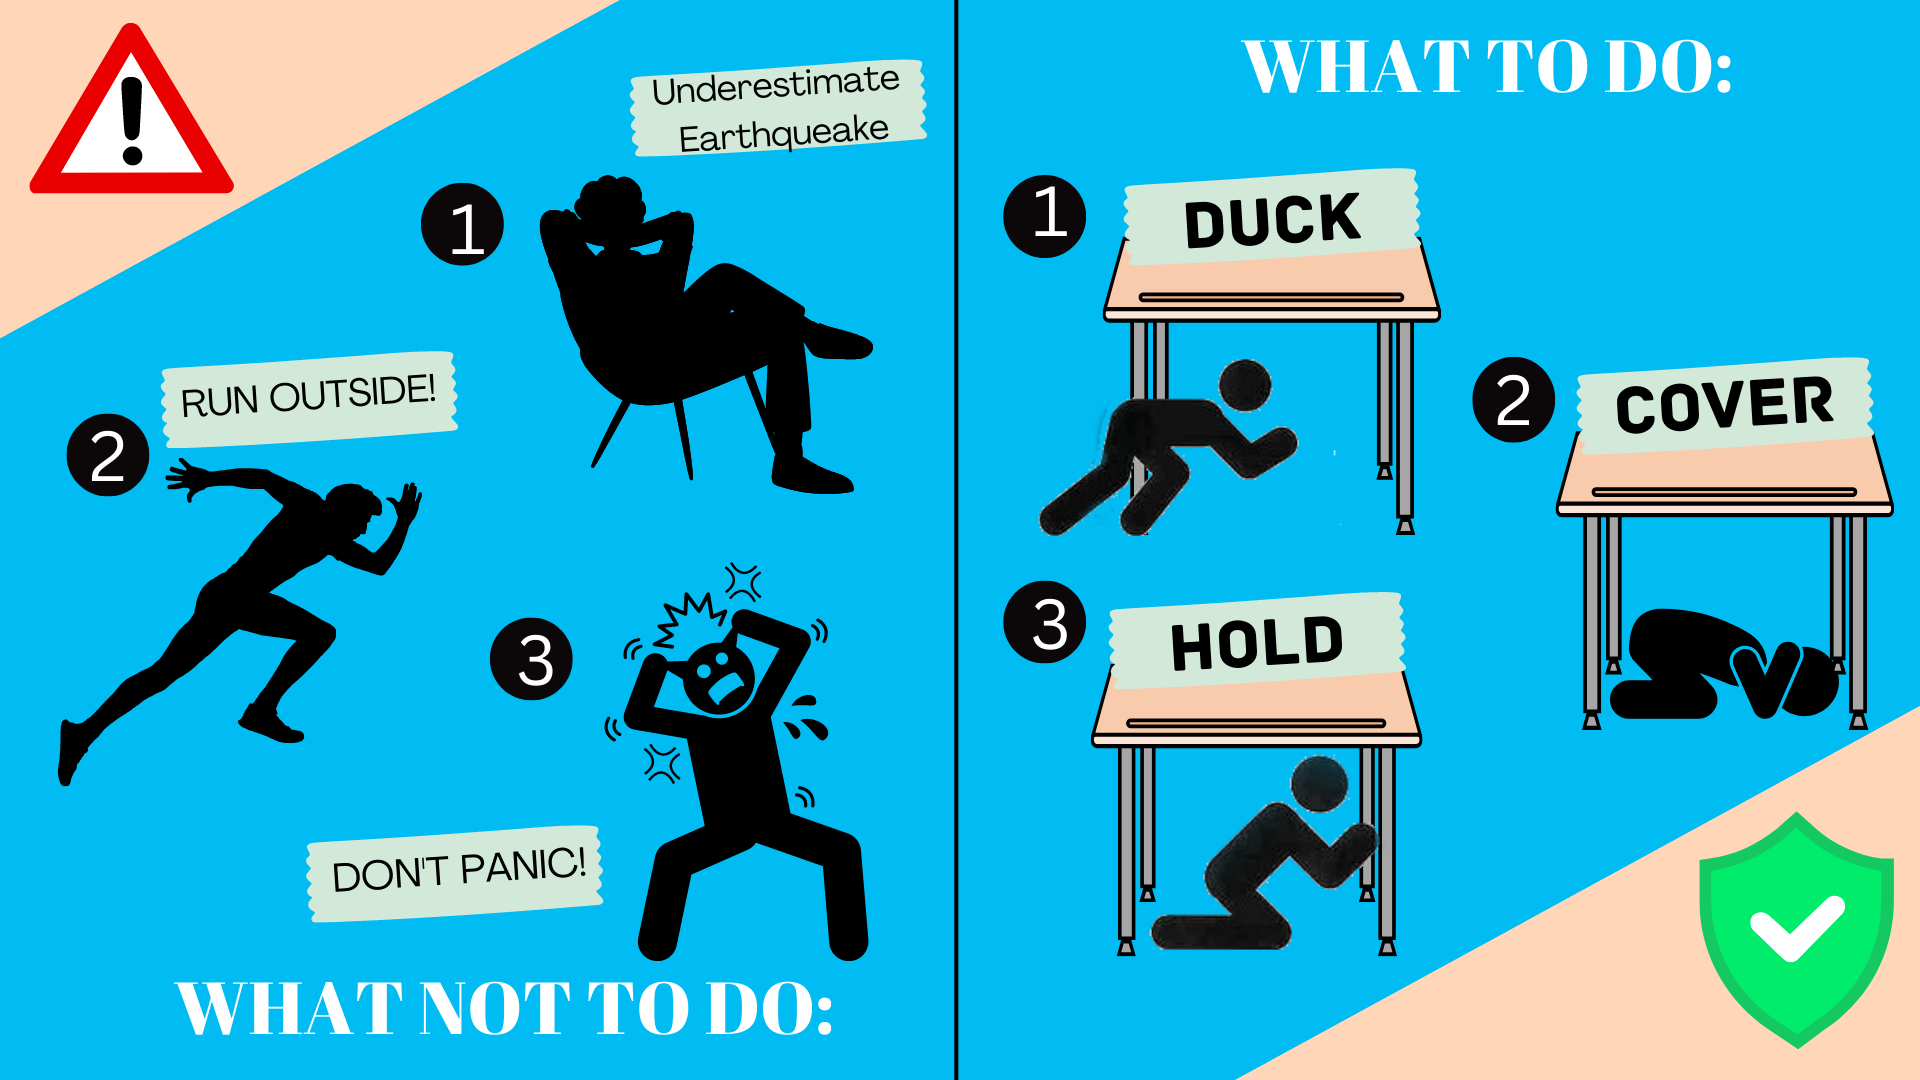 Underestimate
Earthqueake
1
RUN OUTSIDE!
2
3
DON'T PANIC!
WHAT NOT TO DO:
WHAT TO DO:
1
DUCK
2
COVER
3
HOLD